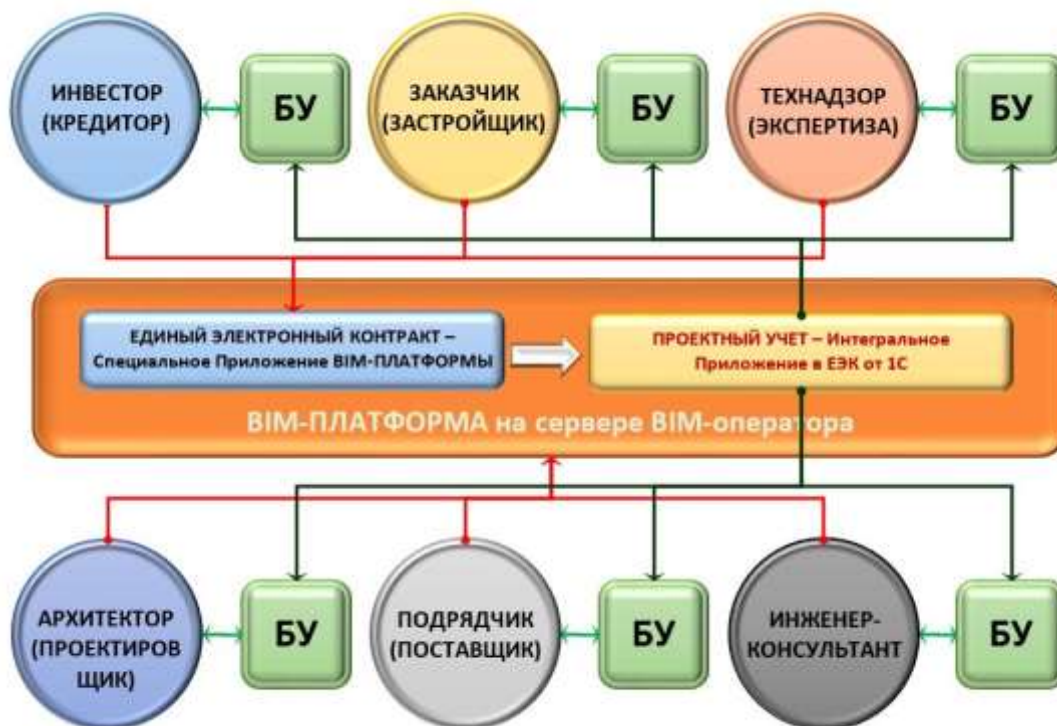 ИНВЕСТОР
(КРЕДИТОР)
БУ
ЗАКАЗЧИК
(ЗАСТРОЙЩИК)
БУ
ТЕХНАДЗОР
(ЭКСПЕРТИЗА)
БУ
ЕДИНЫЙ ЭЛЕКТРОННЫЙ КОНТРАКТ –
Специальное Приложение BIM-ПЛАТФОРМЫ
ПРОЕКТНЫЙ УЧЕТ – Интегральное
Приложение в ЕЭК от 1С
BIM-ПЛАТФОРМА на сервере BIM-оператора
АРХИТЕКТОР
(ПРОЕКТИРОВ
ЩИК)
БУ
ПОДРЯДЧИК
(ПОСТАВЩИК)
БУ
ИНЖЕНЕР-
КОНСУЛЬТАНТ
БУ